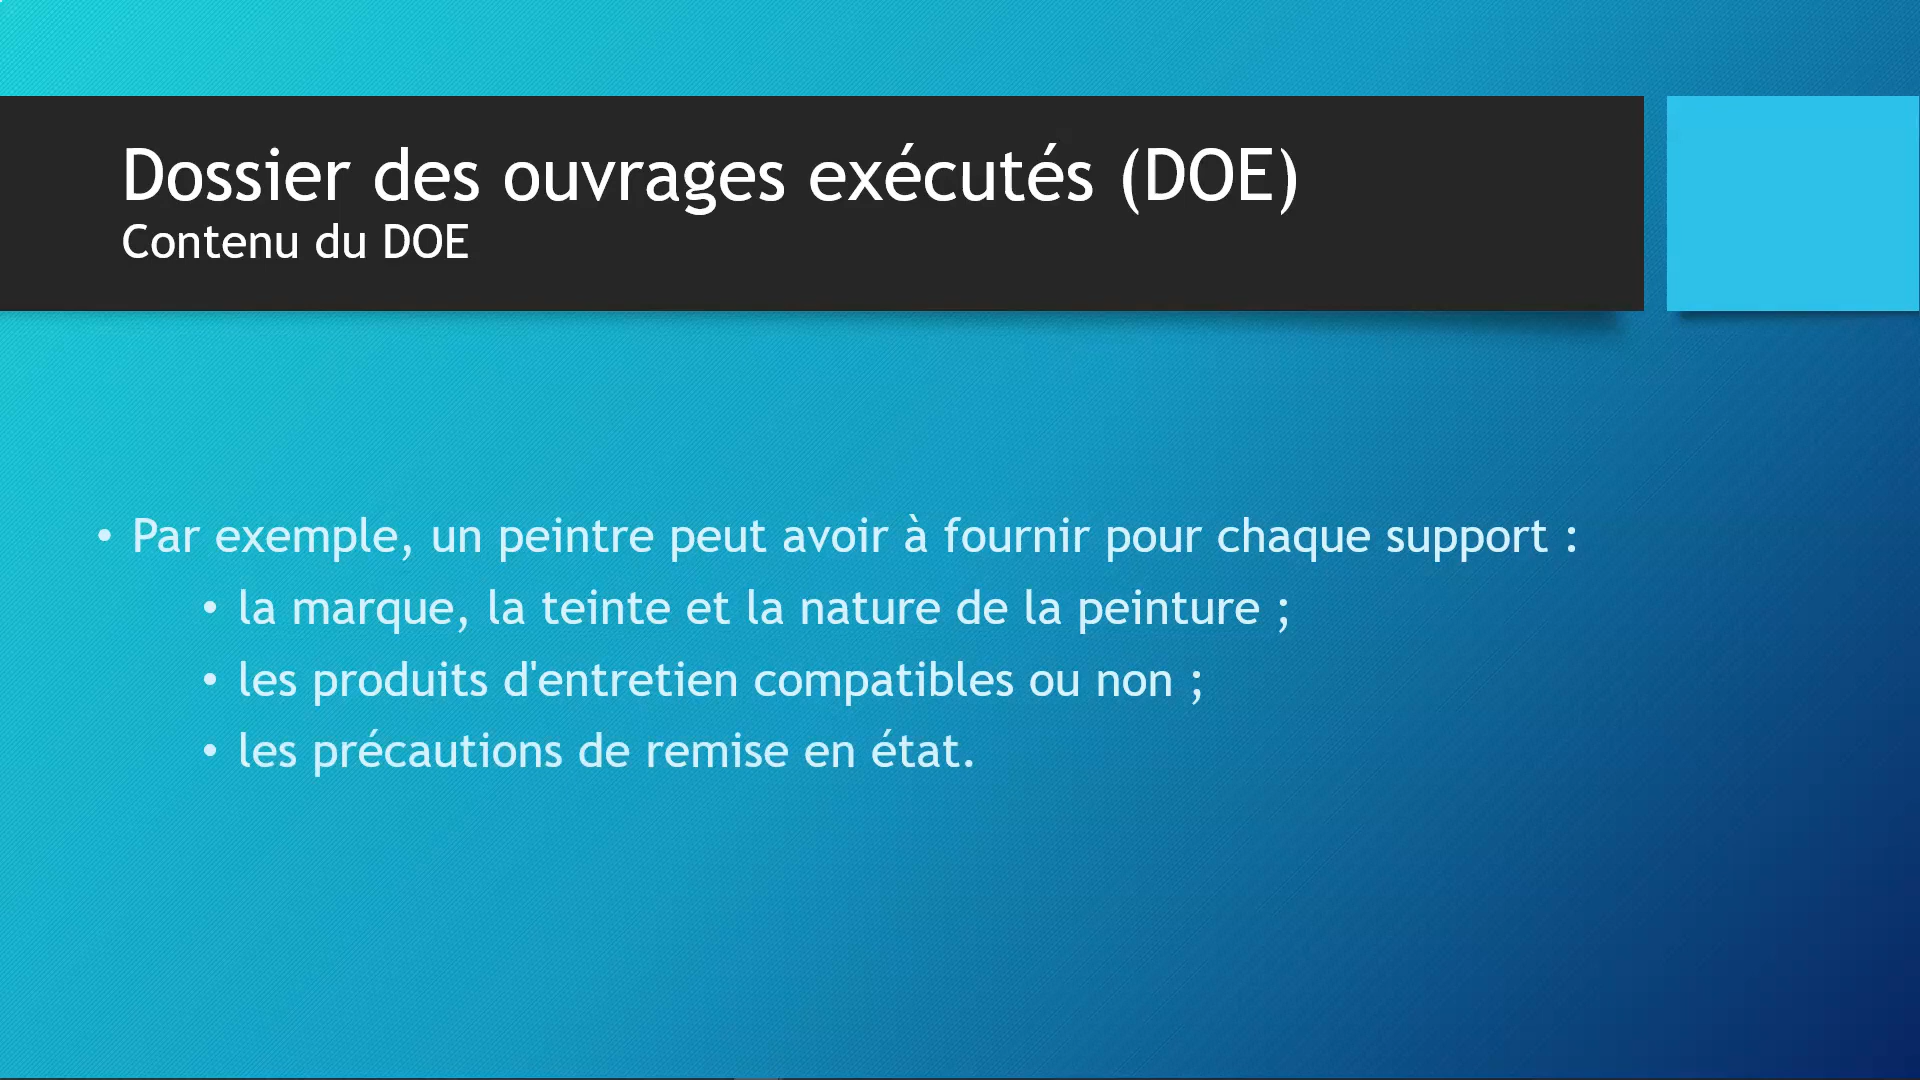 Dossier des ouvrages exécutés (DOE)
Contenu du DOE
• Par exemple, un peintre peut avoir à fournir pour chaque support :
• la marque, la teinte et la nature de la peinture ;
• les produits d'entretien compatibles ou non ;
• les précautions de remise en état.